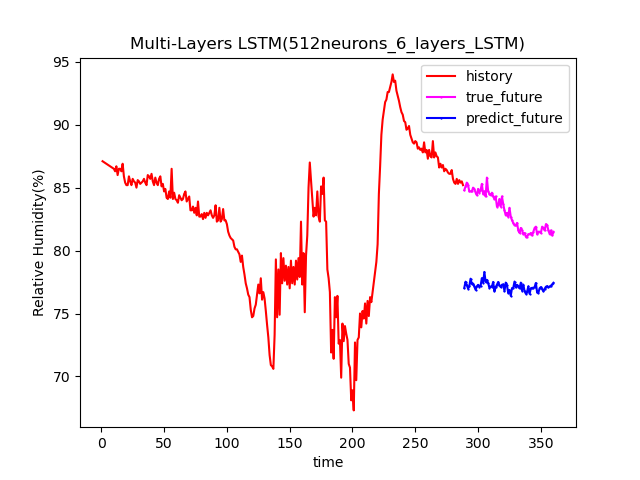 Multi-Layers LSTM(512neurons_6_layers_LSTM)
history
true_future
predict_future
Relative Humidity(%)
95
90
85
80
75
70
0 50 100 150 200 250 300 350
time